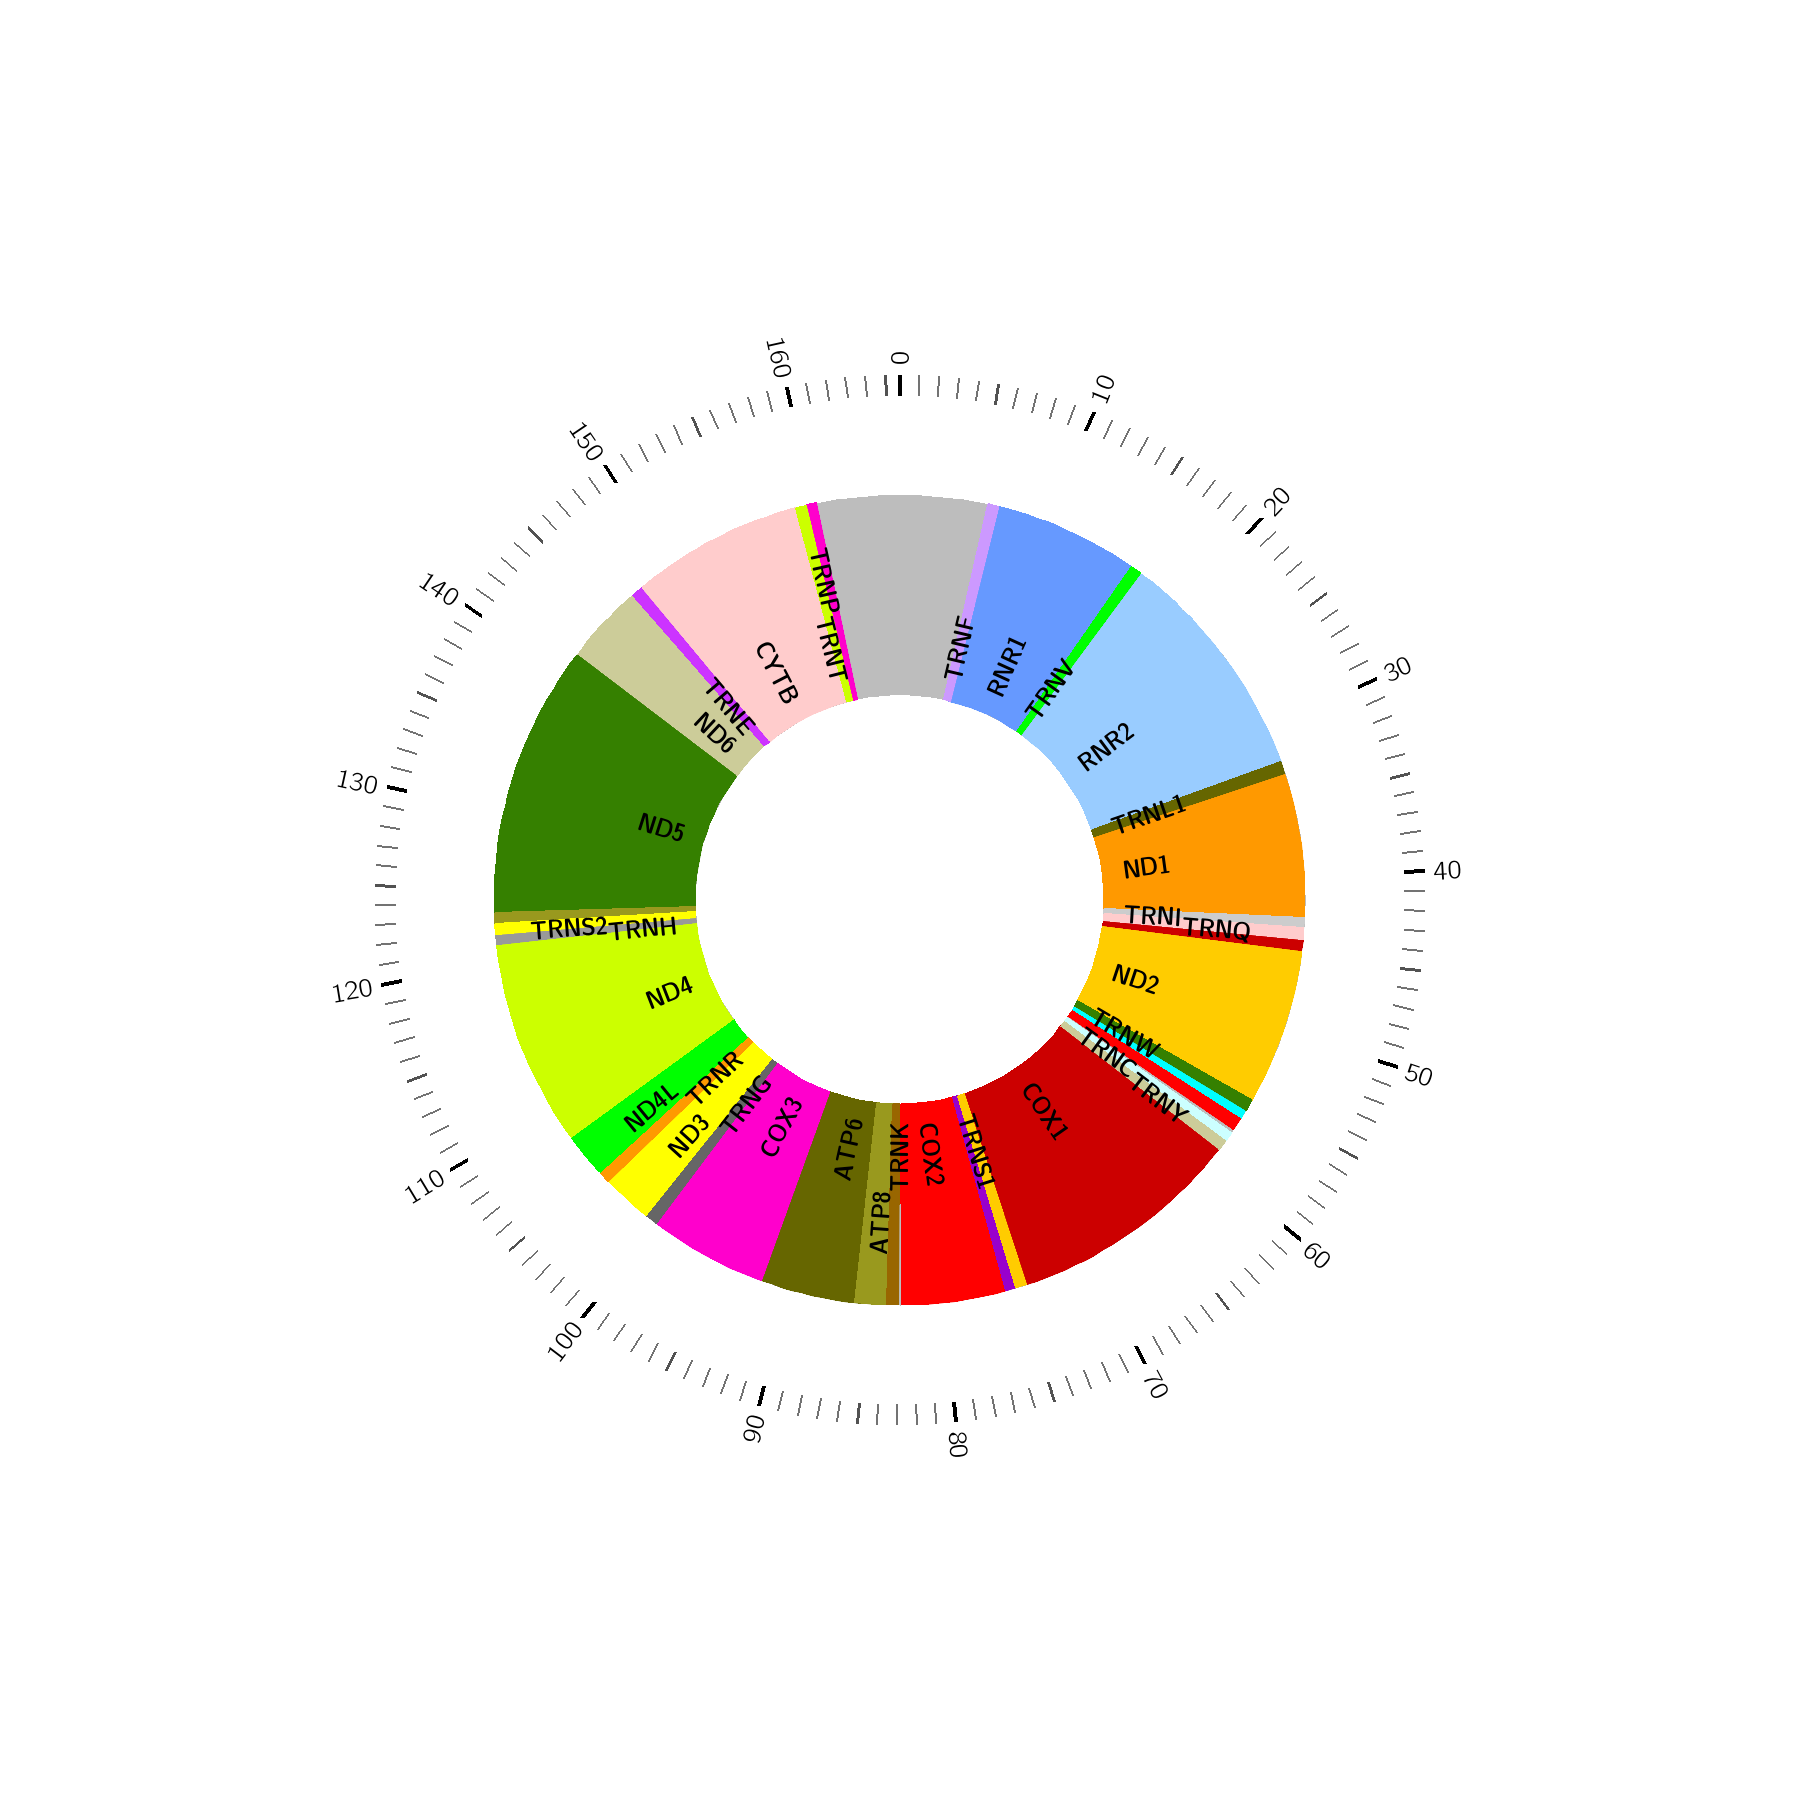 0
10
20
30
40
50
60
70
80
90
100
110
120
130
140
150
160
TRNF
RNR1
TRNV
RNR2
TRNL1
ND1
TRNI
TRNQ
ND2
TRNW
TRNC
TRNY
COX1
TRNS1
COX2
TRNK
ATP8
ATP6
COX3
TRNG
ND3
TRNR
ND4L
ND4
TRNH
TRNS2
ND5
ND6
TRNE
CYTB
TRNT
TRNP